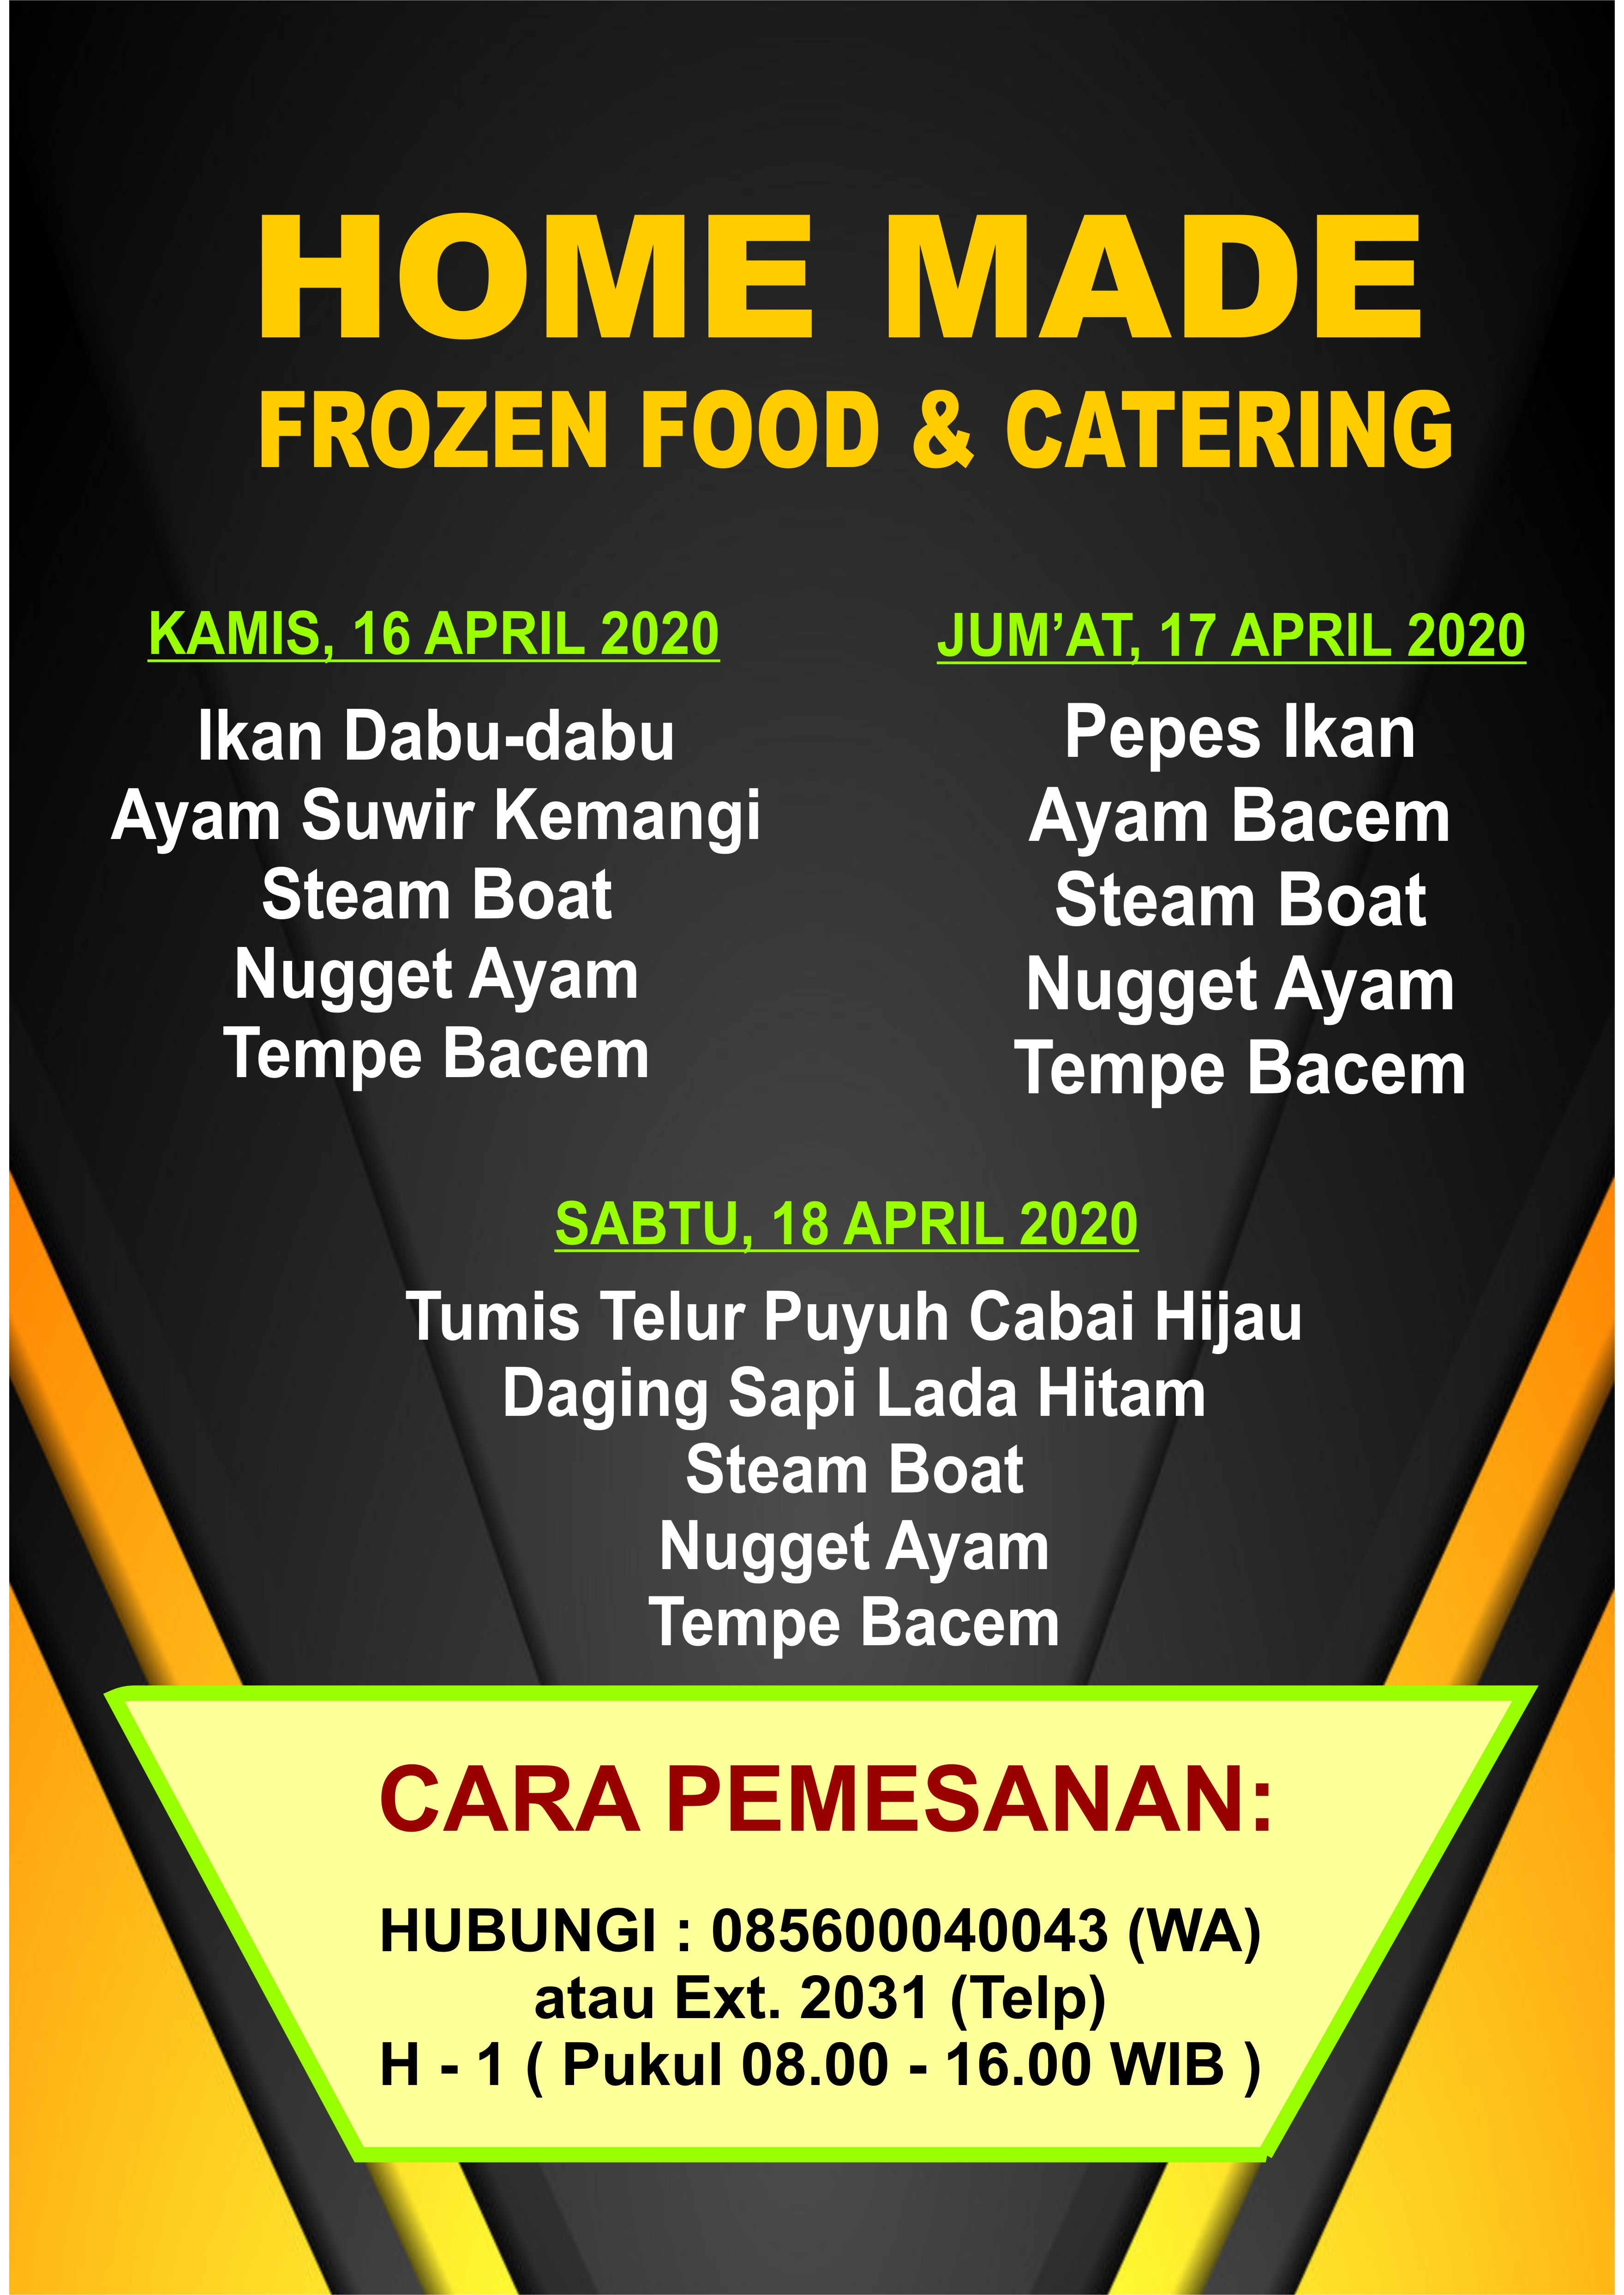 HOME MADE
FROZEN FOOD & CATERING
KAMIS, 16 APRIL 2020
Ikan Dabu-dabu
Ayam Suwir Kemangi
Steam Boat
Nugget Ayam
Tempe Bacem
JUM’AT, 17 APRIL 2020
Pepes Ikan
Ayam Bacem
Steam Boat
Nugget Ayam
Tempe Bacem
SABTU, 18 APRIL 2020
Tumis Telur Puyuh Cabai Hijau
Daging Sapi Lada Hitam
Steam Boat
Nugget Ayam
Tempe Bacem
CARA PEMESANAN:
HUBUNGI : 085600040043 (WA)
atau Ext. 2031 (Telp)
H - 1 ( Pukul 08.00 - 16.00 WIB )